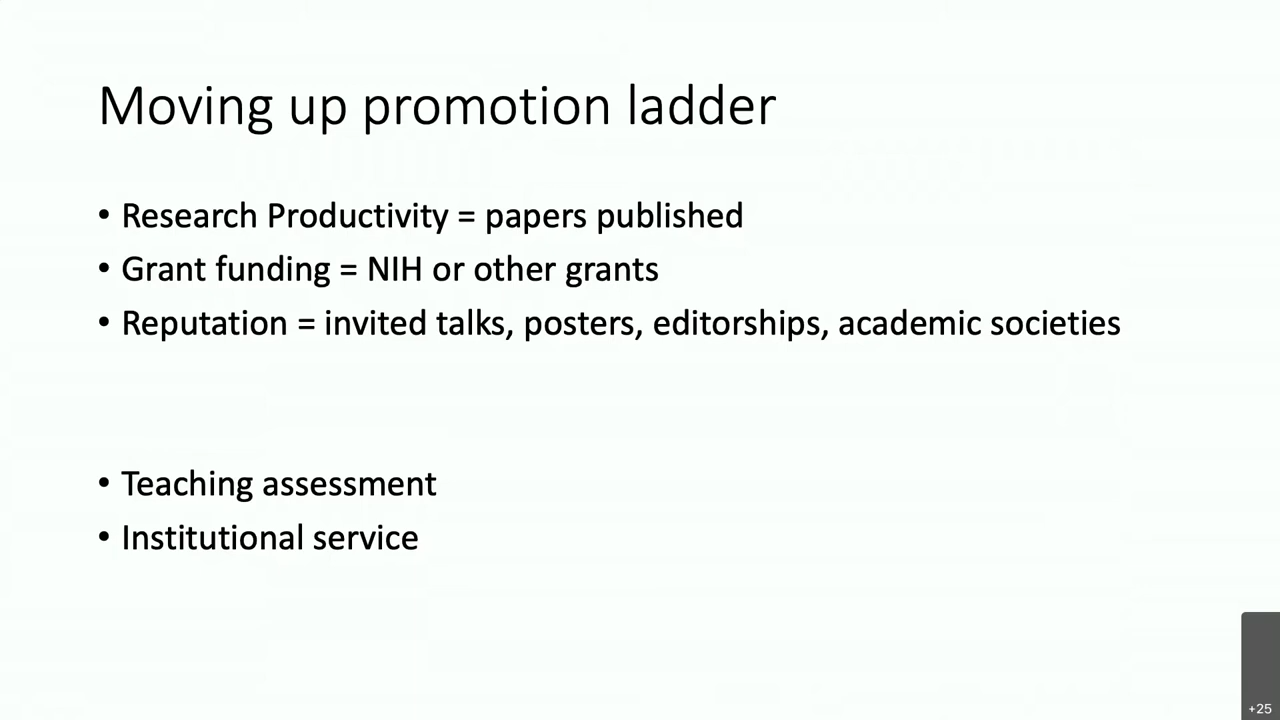 Moving up promotion ladder
• Research Productivity = papers published
• Grant funding = NIH or other grants
• Reputation = invited talks, posters, editorships, academic societies
• Teaching assessment
• Institutional service
+25